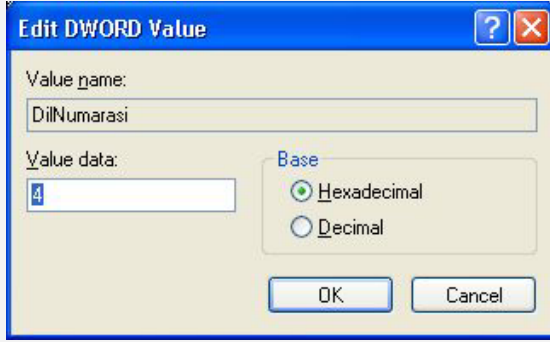 Edit DWORD Value
Value name:
DilNumarasi
Value data:
4
Base
Hexadecimal
Decimal
OK
Cancel